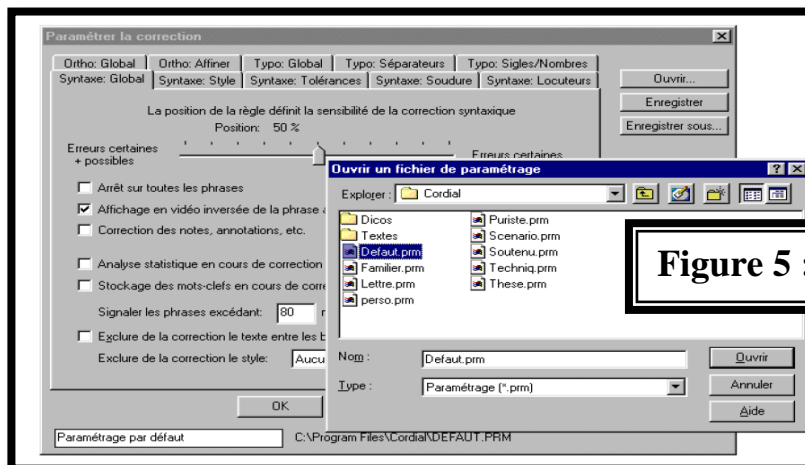 Paramétrer la correction
Ortho: Global Ortho: Affiner Typo: Global Typo: Séparateurs Typo: Sigles/Nombres
Syntaxe: Global Syntaxe: Style Syntaxe: Tolérances Syntaxe: Soudure Syntaxe: Locuteurs
Ouvrir...
Enregistrer
Enregistrer sous...
La position de la règle définit la sensibilité de la correction syntaxique
Position: 50 %
Erreurs certaines
+ possibles
Erreurs certaines
Arrêt sur toutes les phrases
Affichage en vidéo inversée de la phrase
Correction des notes, annotations, etc.
Analyse statistique en cours de correction
Stockage des mots-clefs en cours de
Signaler les phrases excédant: 80
Exclure de la correction le texte entre les
Exclure de la correction le style:
OK
Paramétrage par défaut C:\Program Files\Cordial\DEFAUT.PRM
Ouvrir un fichier de paramétrage
Explorer : Cordial
Dicos
Textes
Defaut.prm
Familier.prm
Lettre.prm
perso.prm
Puriste.prm
Scenario.prm
Soutenu.prm
Techniq.prm
These.prm
Nom : Defaut.prm
Type : Paramétrage (*.prm)
Ouvrir
Annuler
Aide
Figure 5 :